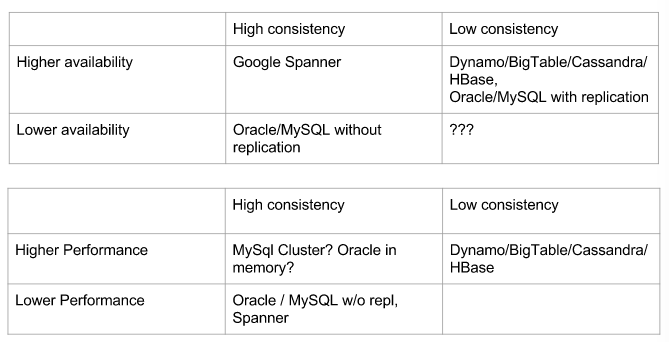 High consistency
Low consistency
Higher availability
Google Spanner
Dynamo/BigTable/Cassandra/
HBase,
Oracle/MySQL with replication
Lower availability
Oracle/MySQL without
replication
???
High consistency
Low consistency
Higher Performance
MySql Cluster? Oracle in
memory?
Dynamo/BigTable/Cassandra/
HBase
Lower Performance
Oracle / MySQL w/o repl,
Spanner